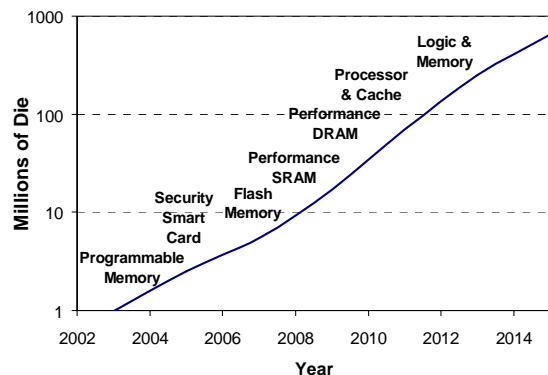 1000
100
10
1
Millions of Die
Logic &
Memory
Processor
& Cache
Performance
DRAM
Performance
SRAM
Flash
Memory
Security
Smart
Card
Programmable
Memory
2002 2004 2006 2008 2010 2012 2014
Year